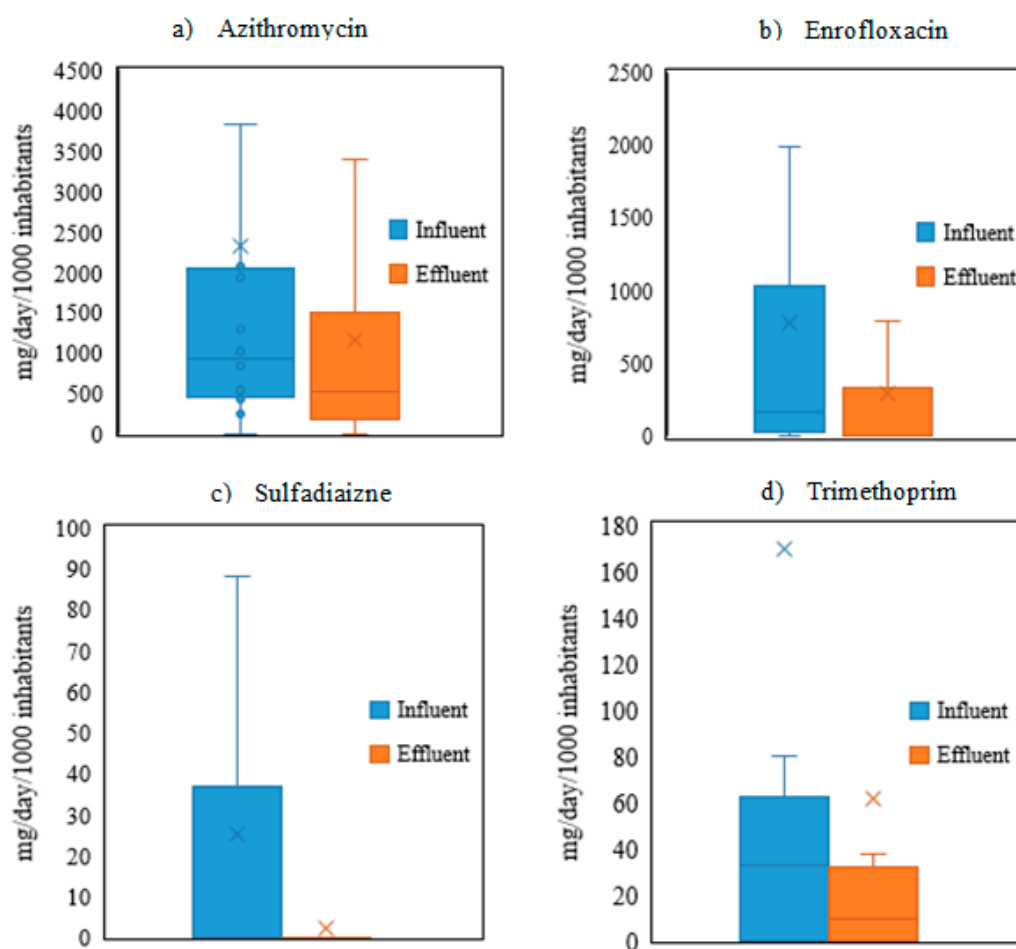 a) Azithromycin
4500
4000
3500
3000
2500
2000
1500
1000
500
0
mg/day/1000 inhabitants
Influent
Effluent
b) Enrofloxacin
2500
2000
1500
1000
500
0
mg/day/1000 inhabitants
Influent
Effluent
c) Sulfadiaizne
100
90
80
70
60
50
40
30
20
10
0
mg/day/1000 inhabitants
Influent
Effluent
d) Trimethoprim
180
160
140
120
100
80
60
40
20
0
mg/day/1000 inhabitants
Influent
Effluent